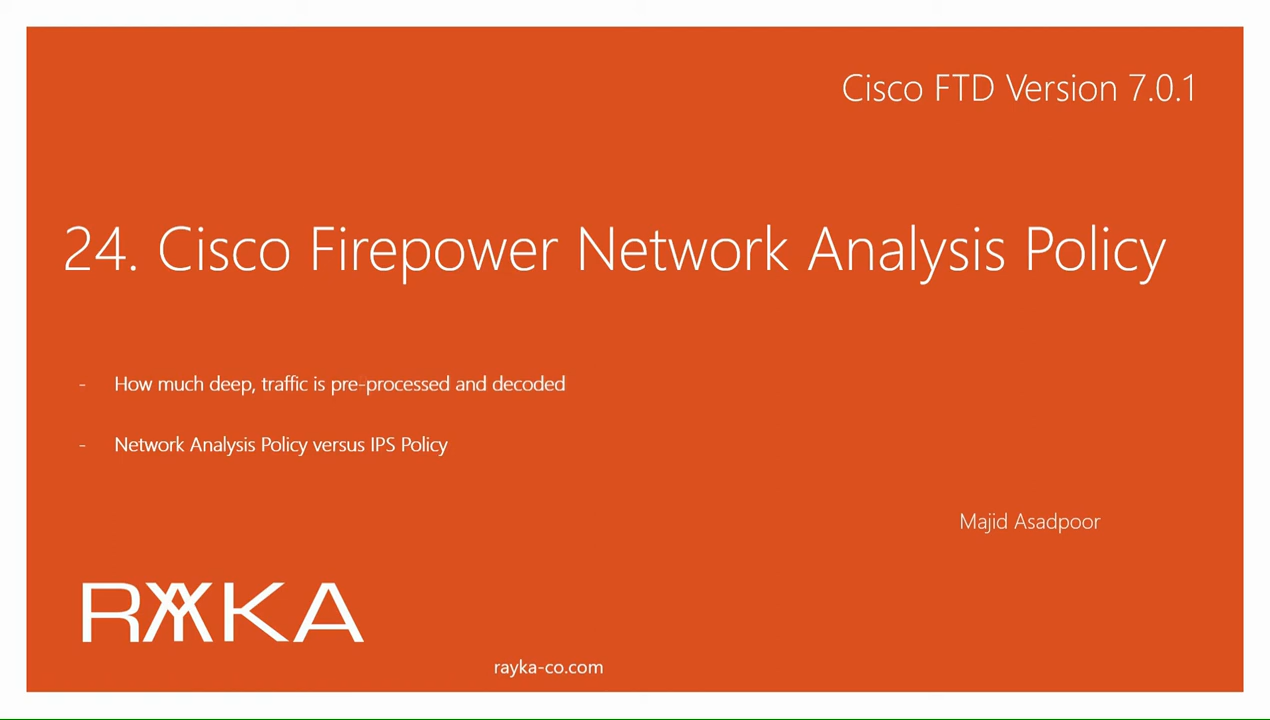 Cisco FTD Version 7.0.1
24. Cisco Firepower Network Analysis Policy
- How much deep, traffic is pre-processed and decoded
- Network Analysis Policy versus IPS Policy
Majid Asadpoor
RAYKA
rayka-co.com